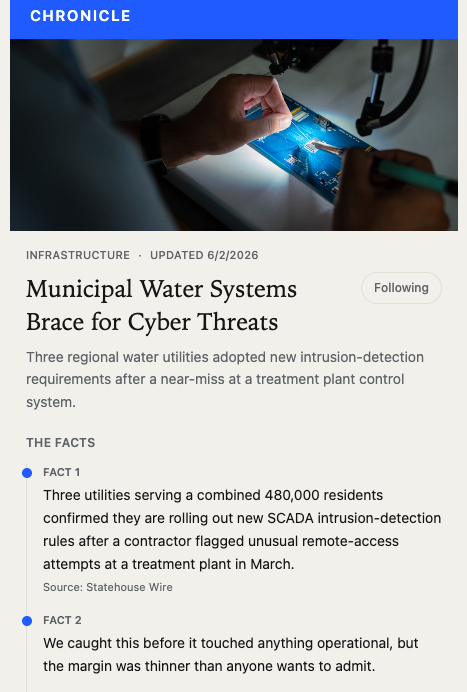 CHRONICLE
INFRASTRUCTURE · UPDATED 6/2/2026
Municipal Water Systems
Brace for Cyber Threats
Following
Three regional water utilities adopted new intrusion-detection
requirements after a near-miss at a treatment plant control
system.
THE FACTS
FACT 1
Three utilities serving a combined 480,000 residents
confirmed they are rolling out new SCADA intrusion-detection
rules after a contractor flagged unusual remote-access
attempts at a treatment plant in March.
Source: Statehouse Wire
FACT 2
We caught this before it touched anything operational, but
the margin was thinner than anyone wants to admit.